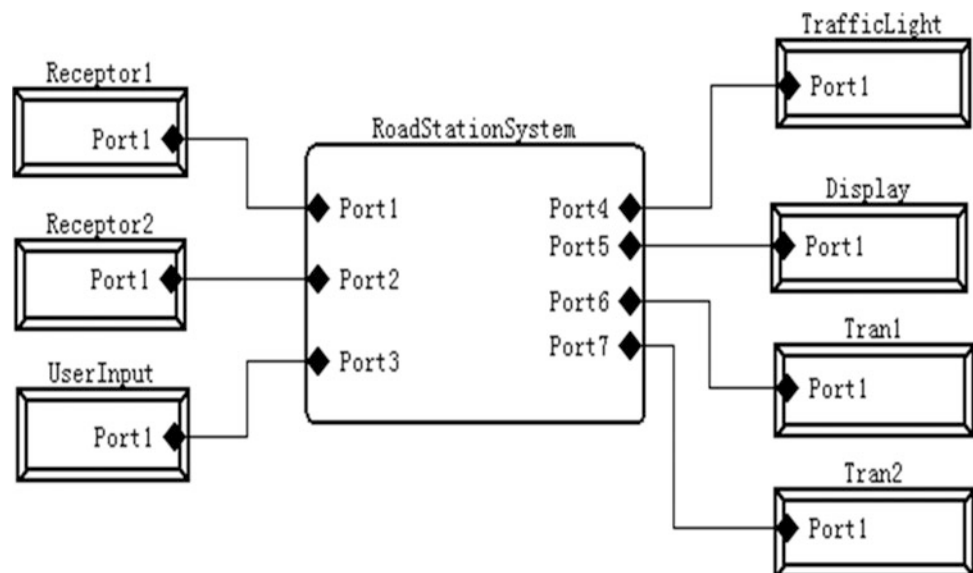 TrafficLight
Port1
Receptor1
Port1
RoadStationSystem
Port1
Port4
Display
Receptor2
Port5
Port1
Port1
Port2
Port6
Tran1
Port7
UserInput
Port3
Port1
Port1
Tran2
Port1